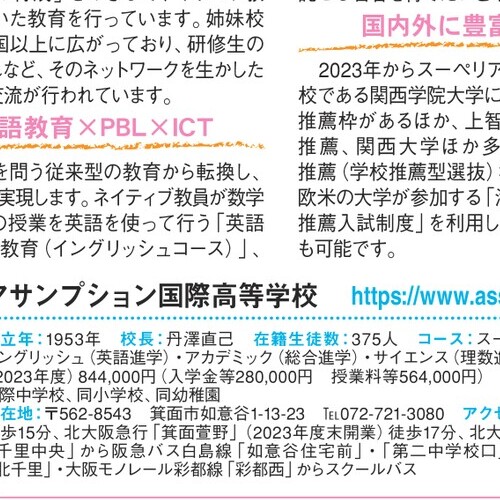 いた教育を行っています。姉妹校
国以上に広がっており、研修生の
など、そのネットワークを生かした
交流が行われています。
語教育×PBL×ICT
を問う従来型の教育から転換し、
実現します。ネイティブ教員が数学
の授業を英語を使って行う「英語
教育（イングリッシュコース）」、
国内外に豊
2023年からスーペリア
校である関西学院大学に
推薦枠があるほか、上智
推薦、関西大学ほか多
推薦（学校推薦型選抜）
欧米の大学が参加する「
推薦入試制度」を利用し
も可能です。
アサンプション国際高等学校 https://www.as
立年：1953年 校長：丹澤直己 在籍生徒数：375人 コース：スー
ングリッシュ（英語進学）・アカデミック（総合進学）・サイエンス（理数進
2023年度）844,000円（入学金等280,000円 授業料等564,000円）
際中学校、同小学校、同幼稚園
在地：〒562-8543 箕面市如意谷1-13-23 TEL072-721-3080 アクセ
歩15分、北大阪急行「箕面萱野」（2023年度末開業）徒歩17分、北大
千里中央」から阪急バス白島線「如意谷住宅前」・「第二中学校口」
北千里」・大阪モノレール彩都線「彩都西」からスクールバス